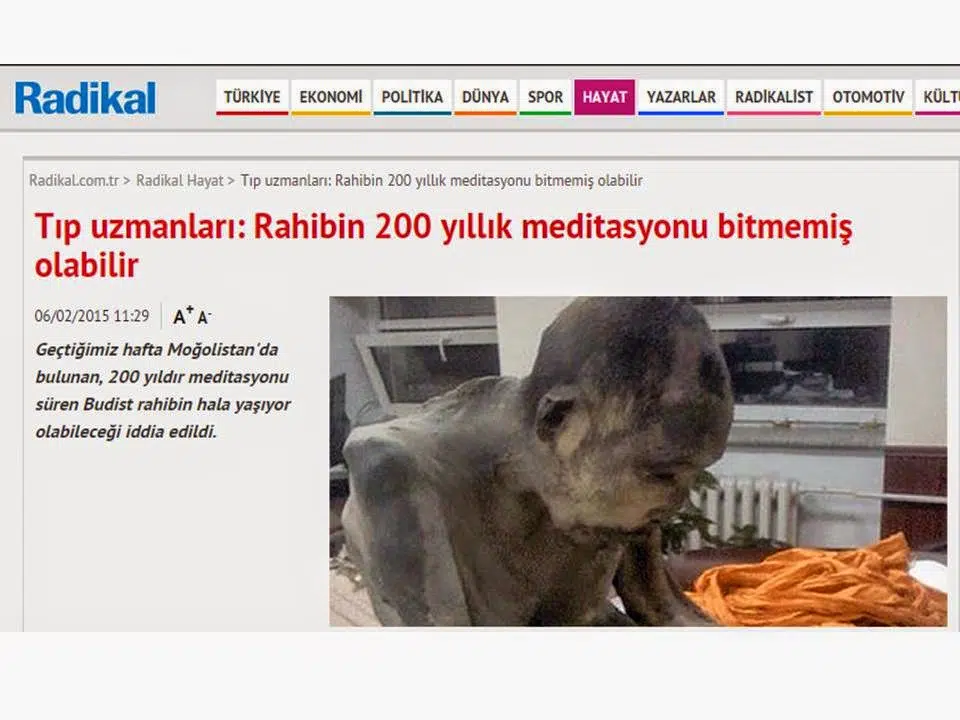 Radikal
TÜRKİYE EKONOMİ POLİTİKA DÜNYA SPOR HAYAT YAZARLAR RADİKALİST OTOMOTİV
Radikal.com.tr > Radikal Hayat > Tıp uzmanları: Rahibin 200 yıllık meditasyonu bitmemiş olabilir
Tıp uzmanları: Rahibin 200 yıllık meditasyonu bitmemiş
olabilir
06/02/2015 11:29 A+ A-
Geçtiğimiz hafta Moğolistan'da
bulunan, 200 yıldır meditasyonu
süren Budist rahibin hala yaşıyor
olabileceği iddia edildi.